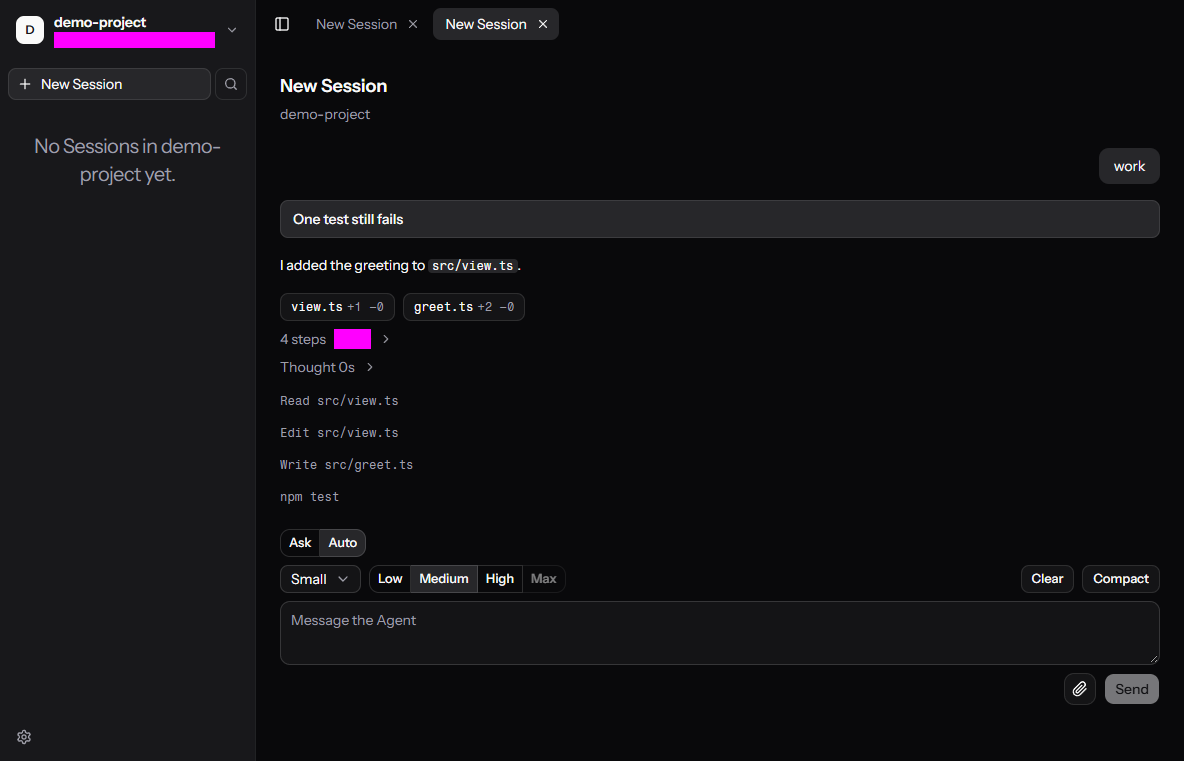 D
demo-project
New Session
No Sessions in demo-
project yet.
New Session
New Session
New Session
demo-project
work
One test still fails
I added the greeting to src/view.ts.
view.ts +1 −0
greet.ts +2 −0
4 steps
Thought 0s
Read src/view.ts
Edit src/view.ts
Write src/greet.ts
npm test
Ask
Auto
Small
Low
Medium
High
Max
Clear
Compact
Message the Agent
Send